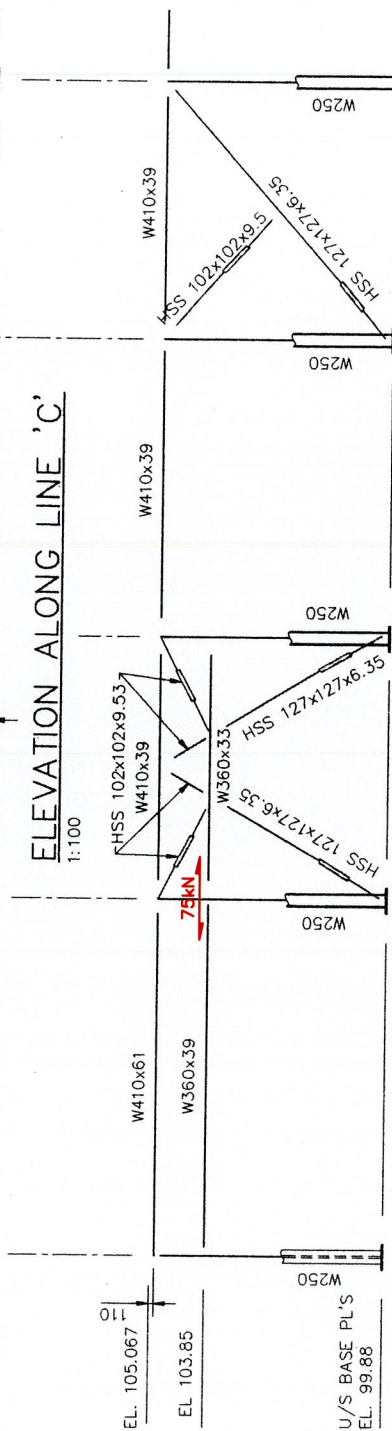 ELEVATION ALONG LINE 'C'
1:100
110
EL. 105.067
EL 103.85
U/S BASE PL'S
EL. 99.88
W410x61
W360x39
W250
75kN
HSS 102x102x9.53
W410x39
W360x33
HSS 127x127x6.35
HSS 127x127x6.35
W250
W250
W410x39
W250
W410x39
HSS 102x102x9.5
HSS 127x127x6.35
W250